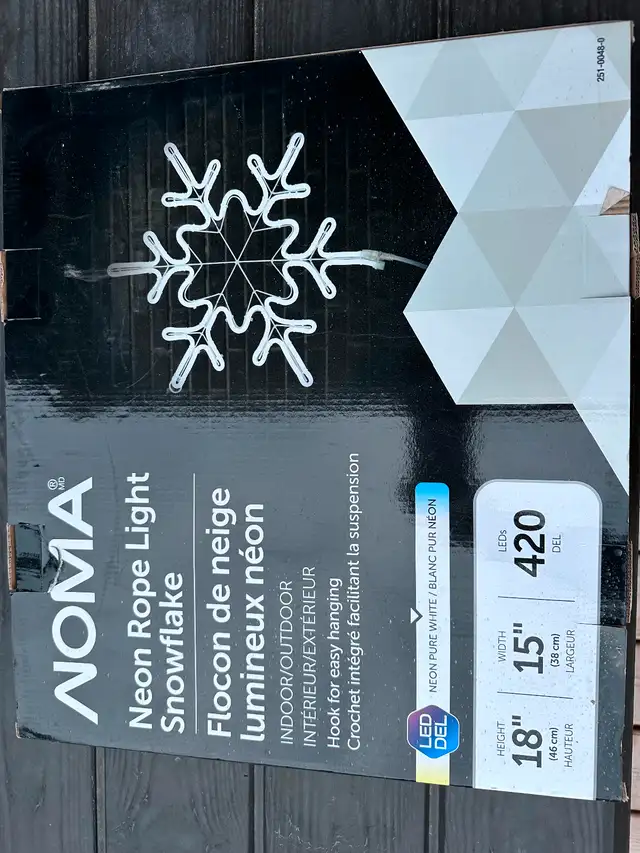 NOMA®
MD
Neon Rope Light
Snowflake
Flocon de neige
lumineux néon
INDOOR/OUTDOOR
INTÉRIEUR/EXTÉRIEUR
Hook for easy hanging
Crochet intégré facilitant la suspension
LED
DEL
NEON PURE WHITE / BLANC PUR NÉON
HEIGHT
18"
(46 cm)
HAUTEUR
WIDTH
15"
(38 cm)
LARGEUR
LEDs
420
DEL
251-0048-0